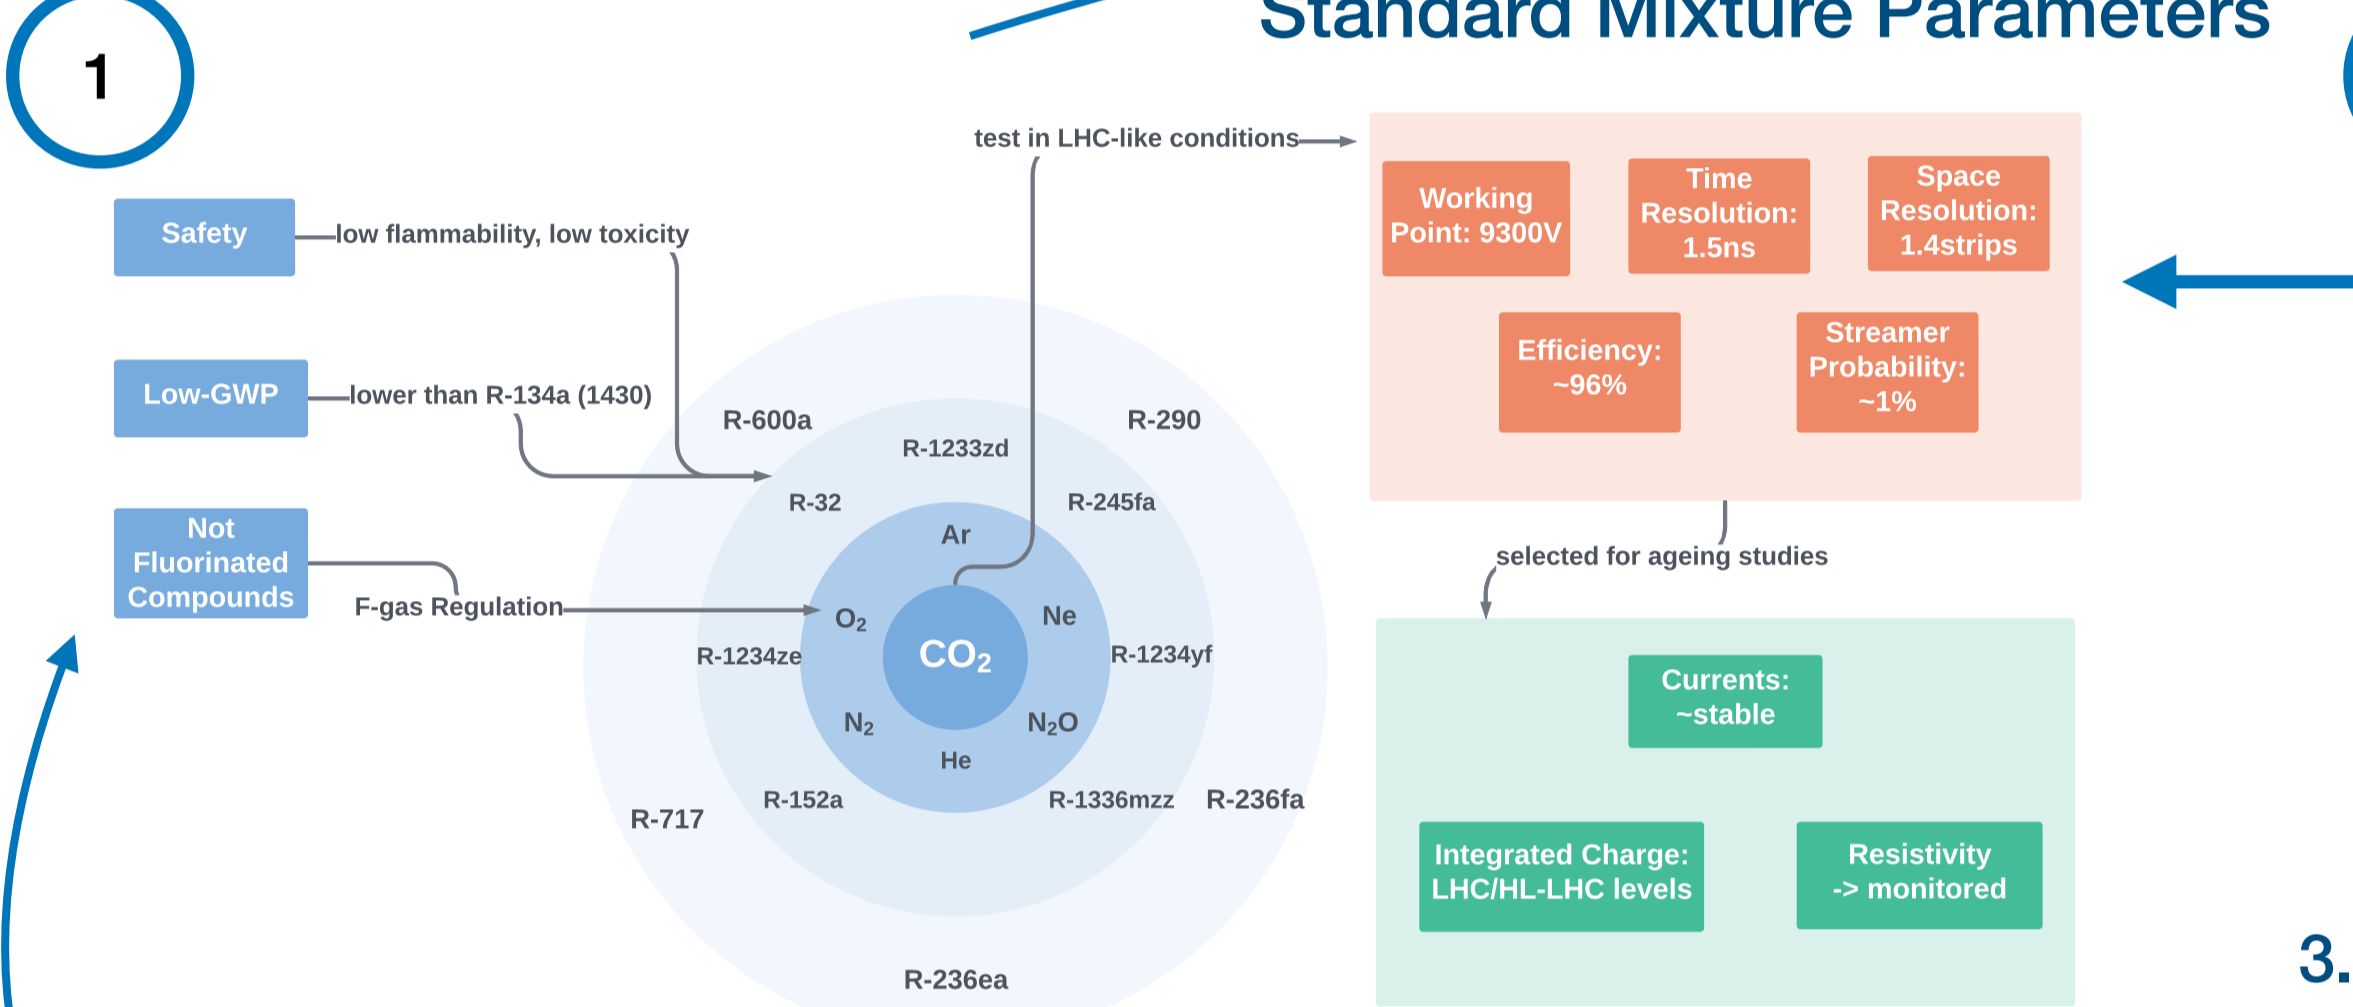 Standard Mixture Parameters
1
test in LHC-like conditions
Safety
low flammability, low toxicity
Low-GWP
lower than R-134a (1430)
Not
Fluorinated
Compounds
F-gas Regulation
R-600a
R-290
R-1233zd
R-32
R-245fa
Ar
O₂
Ne
R-1234ze
CO₂
R-1234yf
N₂
N₂O
He
R-152a
R-1336mzz
R-236fa
R-717
R-236ea
Working
Point: 9300V
Time
Resolution:
1.5ns
Space
Resolution:
1.4strips
Efficiency:
~96%
Streamer
Probability:
~1%
selected for ageing studies
Currents:
~stable
Integrated Charge:
LHC/HL-LHC levels
Resistivity
-> monitored
3.